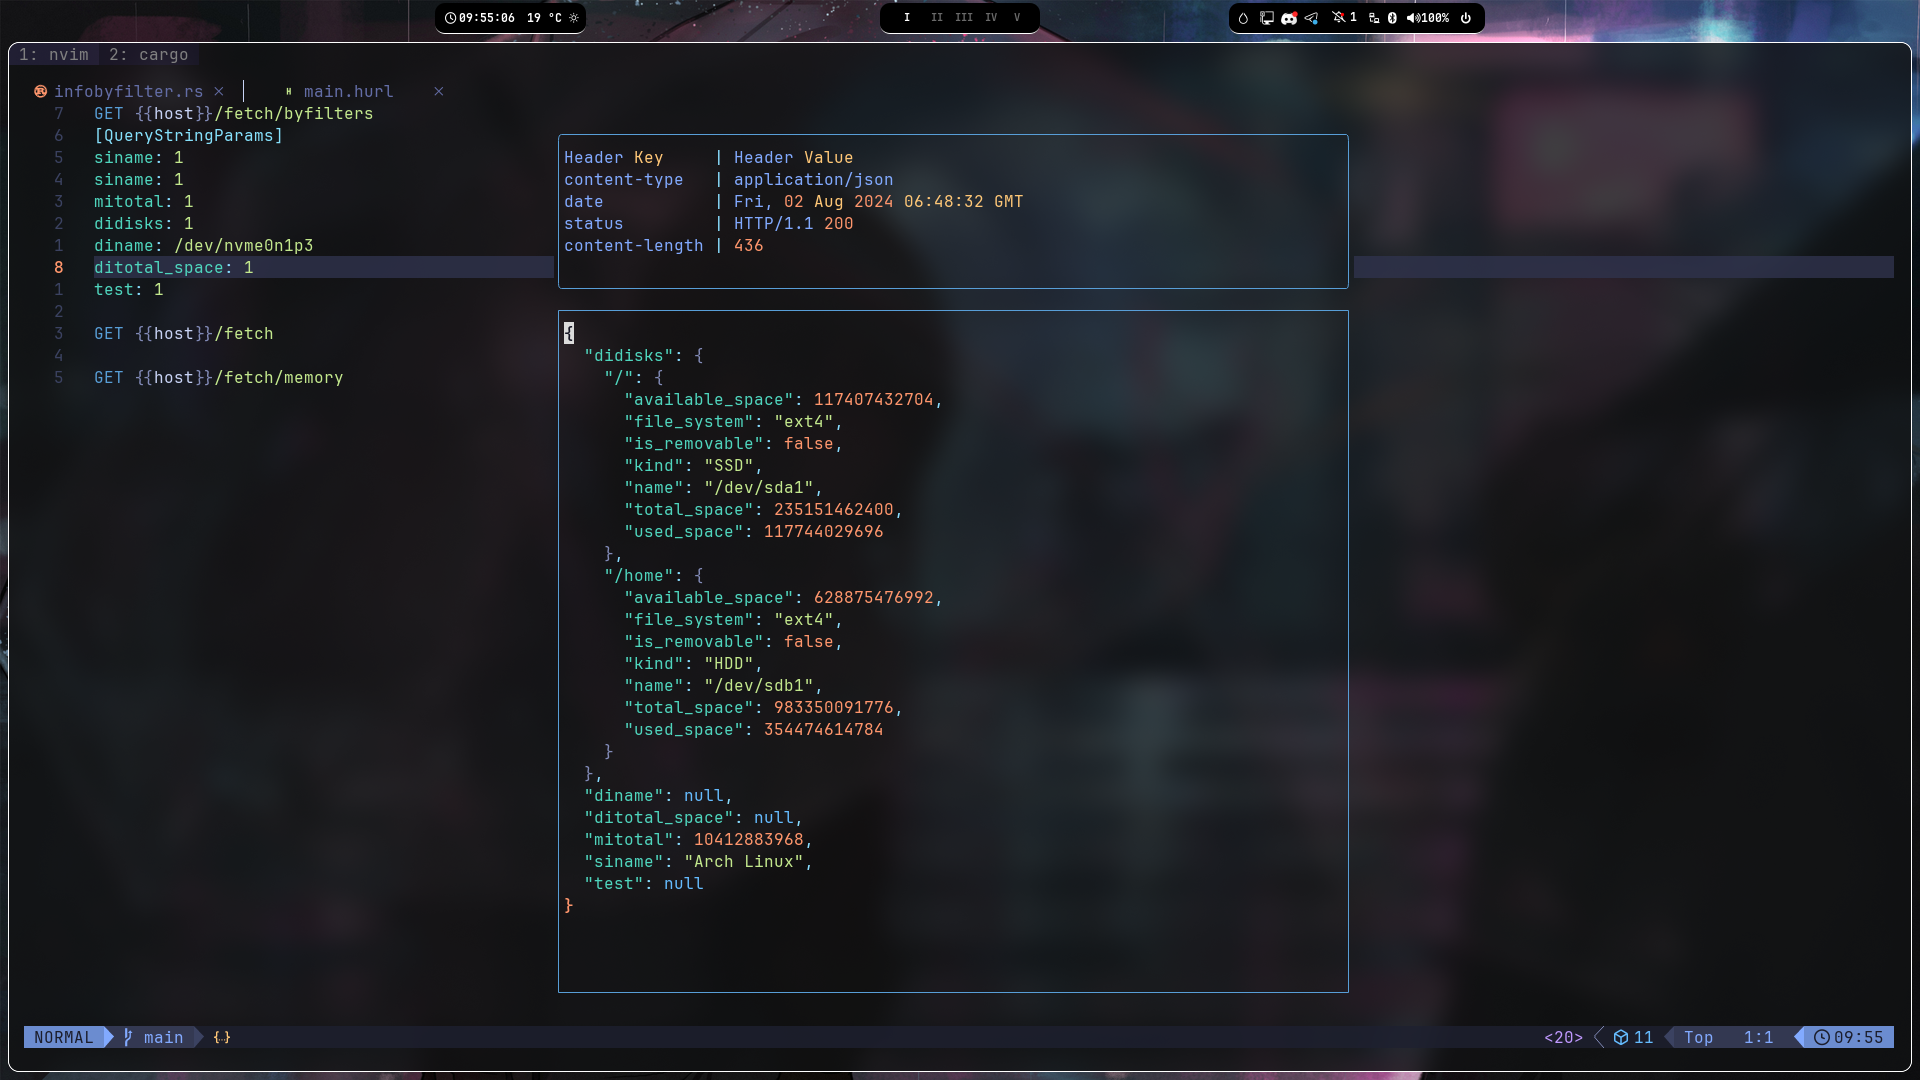 09:55:06 19 °C
I II III IV V
1 100%
1: nvim 2: cargo
infobyfilter.rs × main.hurl ×
7 GET {{host}}/fetch/byfilters
6 [QueryStringParams]
5 siname: 1
4 siname: 1
3 mitotal: 1
2 didisks: 1
1 diname: /dev/nvme0n1p3
8 ditotal_space: 1
1 test: 1
2
3 GET {{host}}/fetch
4
5 GET {{host}}/fetch/memory
Header Key | Header Value
content-type | application/json
date | Fri, 02 Aug 2024 06:48:32 GMT
status | HTTP/1.1 200
content-length | 436
{
"didisks": {
"/": {
"available_space": 117407432704,
"file_system": "ext4",
"is_removable": false,
"kind": "SSD",
"name": "/dev/sda1",
"total_space": 235151462400,
"used_space": 117744029696
},
"/home": {
"available_space": 628875476992,
"file_system": "ext4",
"is_removable": false,
"kind": "HDD",
"name": "/dev/sdb1",
"total_space": 983350091776,
"used_space": 354474614784
}
},
"diname": null,
"ditotal_space": null,
"mitotal": 10412883968,
"siname": "Arch Linux",
"test": null
}
NORMAL main {..} <20> 11 Top 1:1 09:55